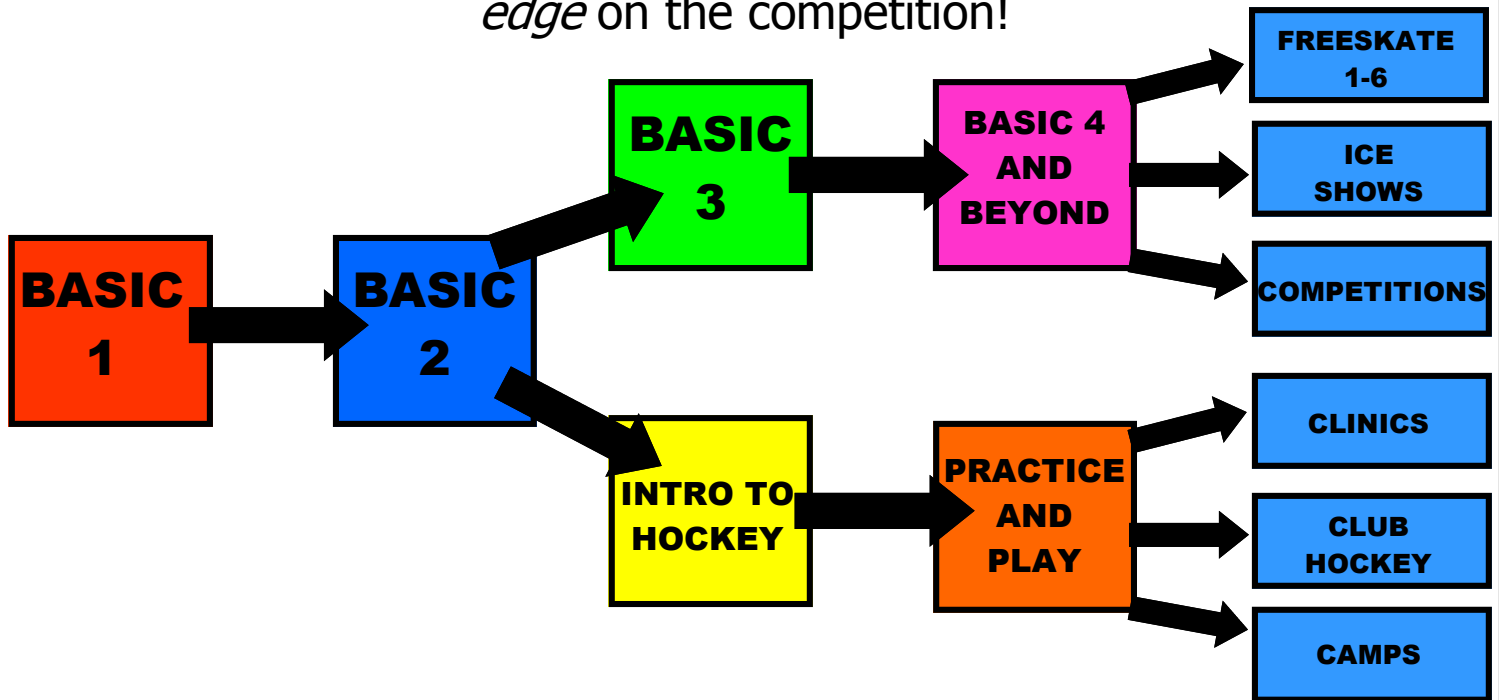 edge on the competition!
BASIC
1
BASIC
2
BASIC
3
BASIC 4
AND
BEYOND
FREESKATE
1-6
ICE
SHOWS
COMPETITIONS
INTRO TO
HOCKEY
PRACTICE
AND
PLAY
CLINICS
CLUB
HOCKEY
CAMPS